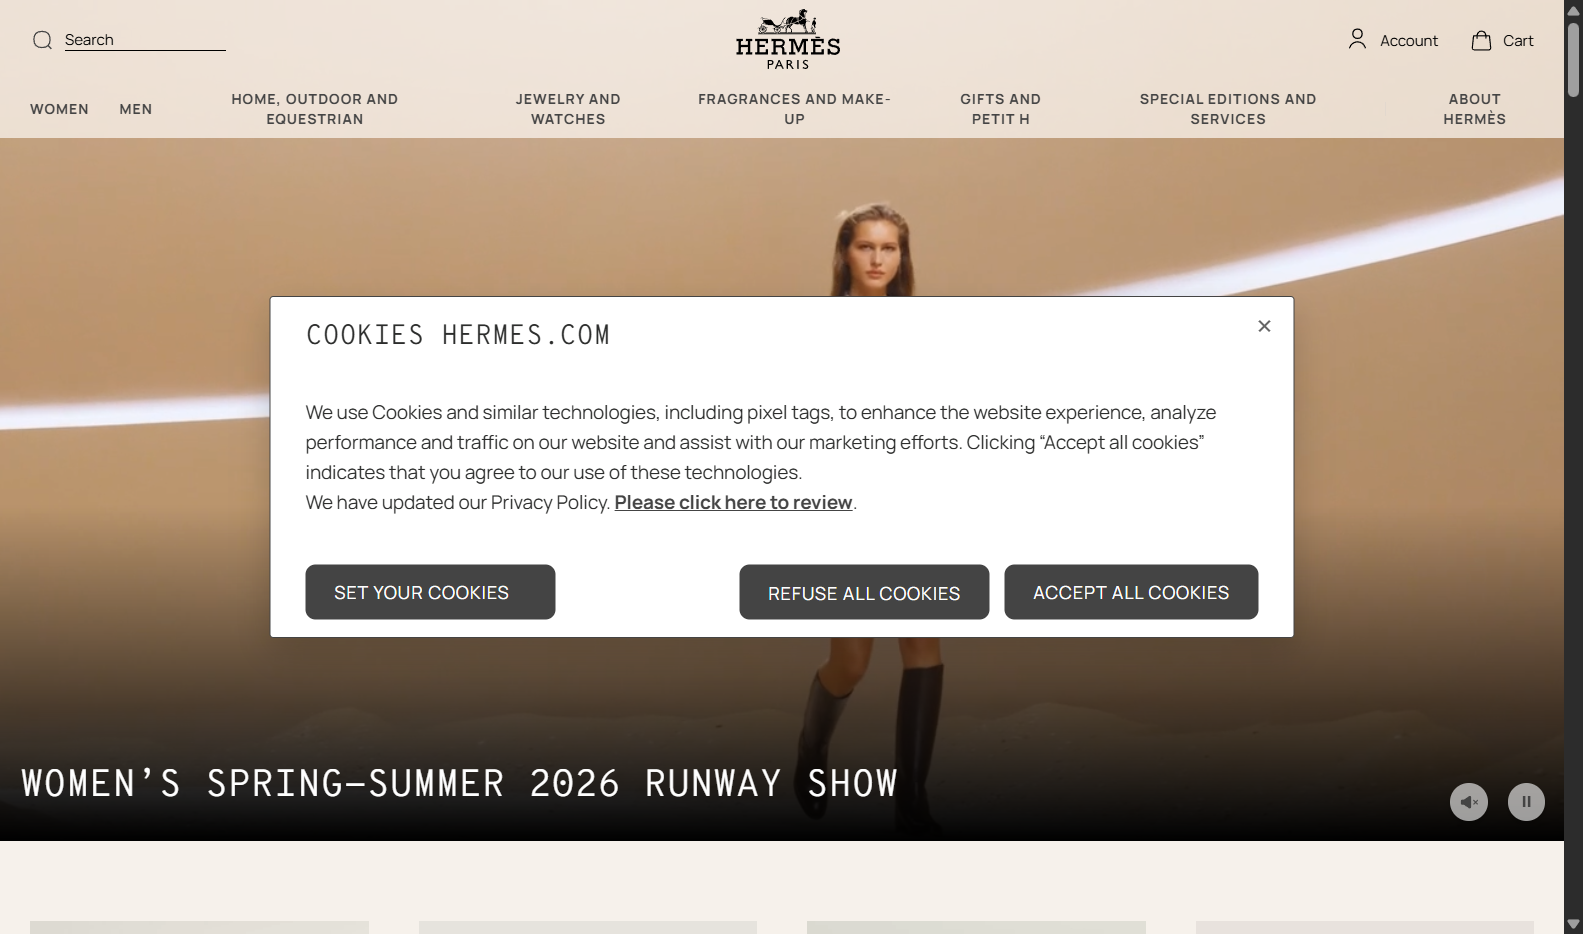 Search
HERMÈS
PARIS
Account
Cart
WOMEN
MEN
HOME, OUTDOOR AND
EQUESTRIAN
JEWELRY AND
WATCHES
FRAGRANCES AND MAKE-
UP
GIFTS AND
PETIT H
SPECIAL EDITIONS AND
SERVICES
ABOUT
HERMÈS
COOKIES HERMES.COM
We use Cookies and similar technologies, including pixel tags, to enhance the website experience, analyze
performance and traffic on our website and assist with our marketing efforts. Clicking “Accept all cookies”
indicates that you agree to our use of these technologies.
We have updated our Privacy Policy. Please click here to review.
SET YOUR COOKIES
REFUSE ALL COOKIES
ACCEPT ALL COOKIES
WOMEN’S SPRING–SUMMER 2026 RUNWAY SHOW